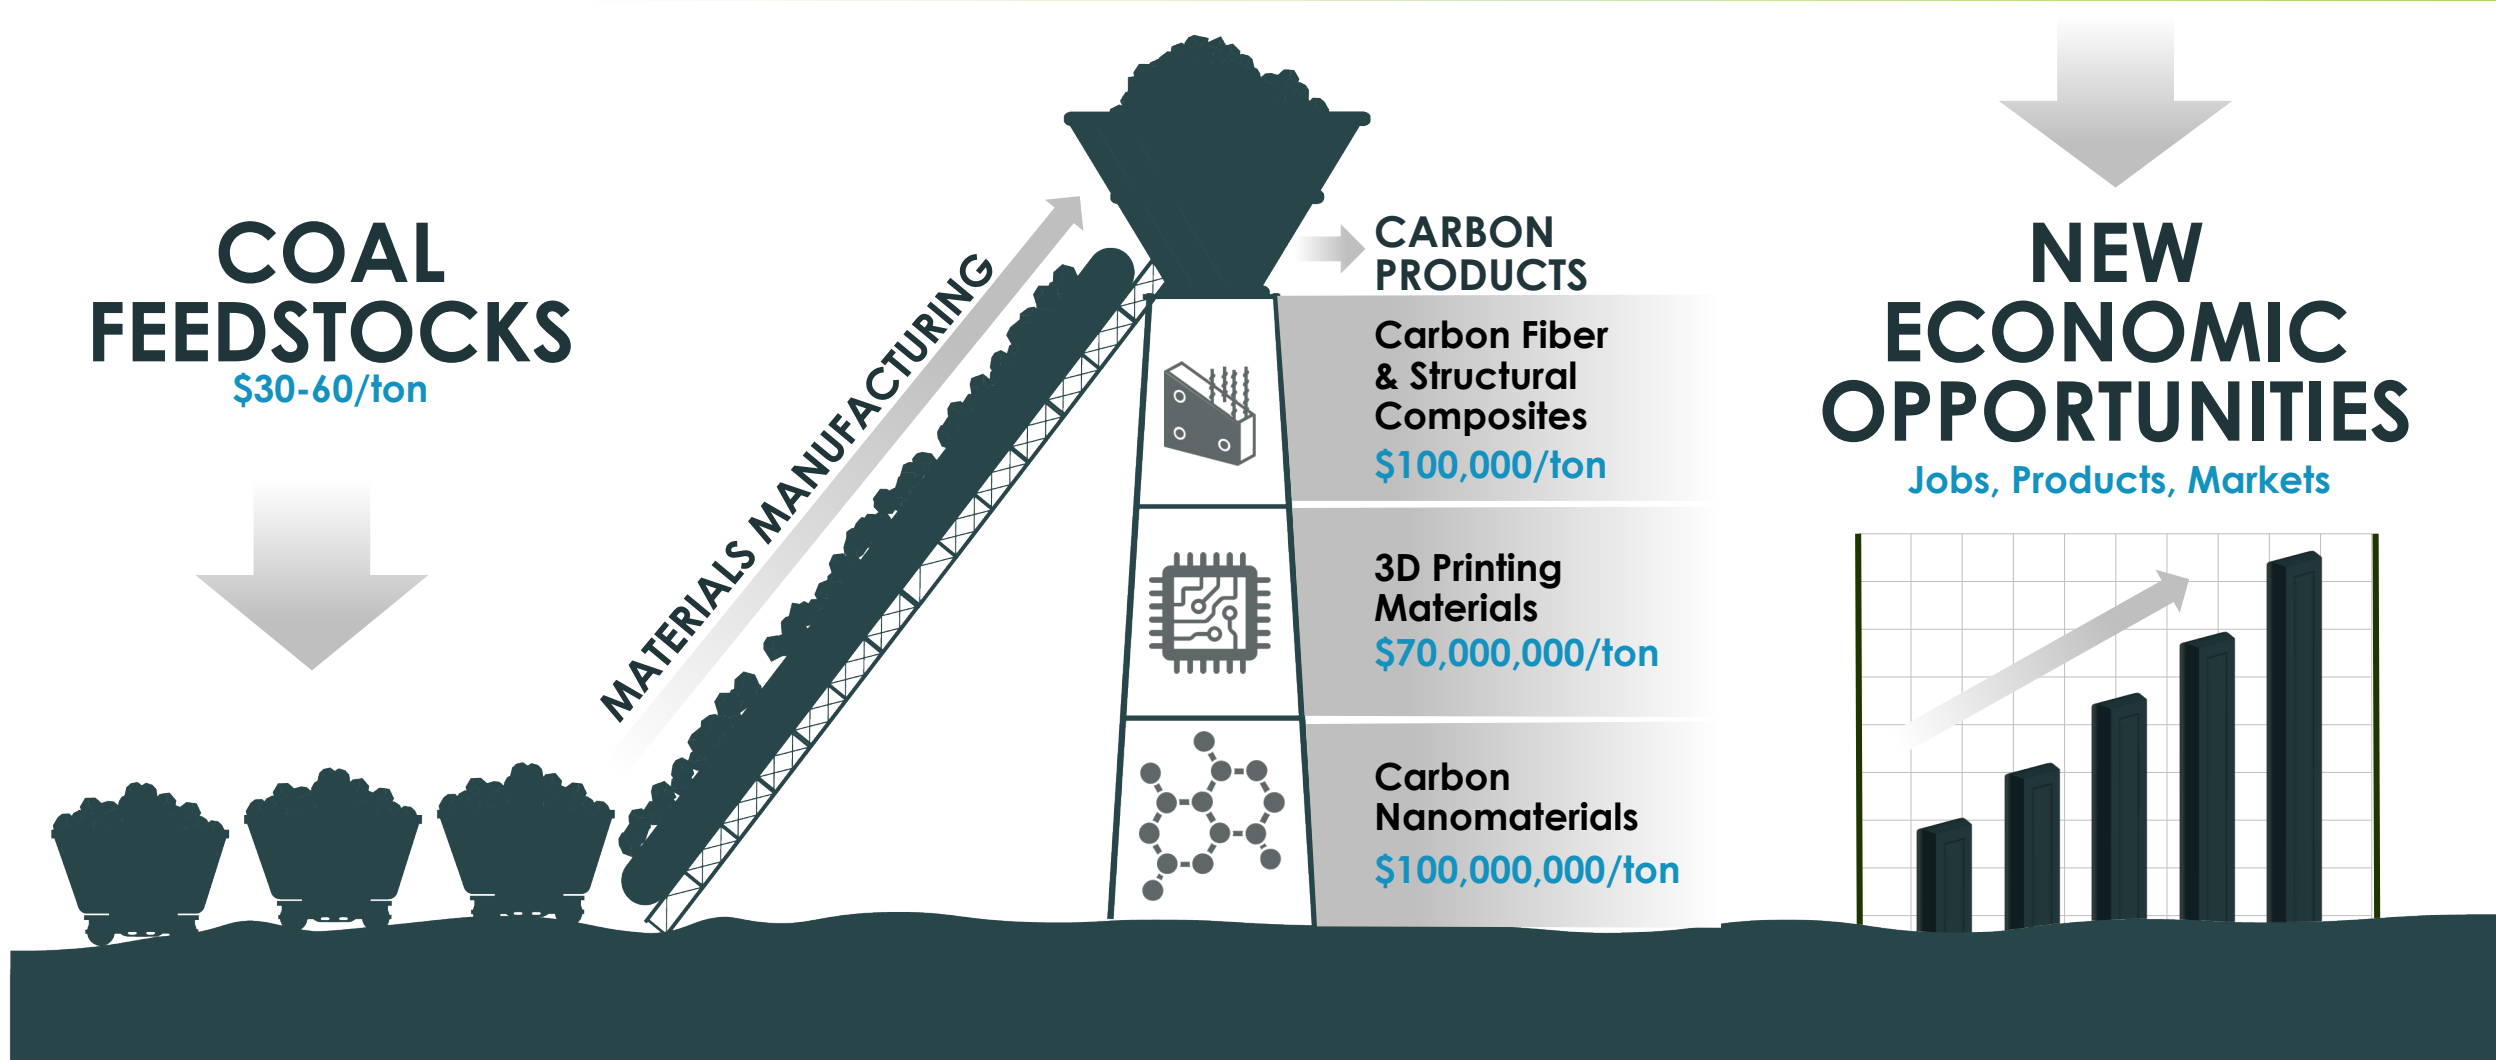 COAL
FEEDSTOCKS
$30-60/ton
MATERIALS MANUFACTURING
CARBON
PRODUCTS
Carbon Fiber
& Structural
Composites
$100,000/ton
3D Printing
Materials
$70,000,000/ton
Carbon
Nanomaterials
$100,000,000/ton
NEW
ECONOMIC
OPPORTUNITIES
Jobs, Products, Markets